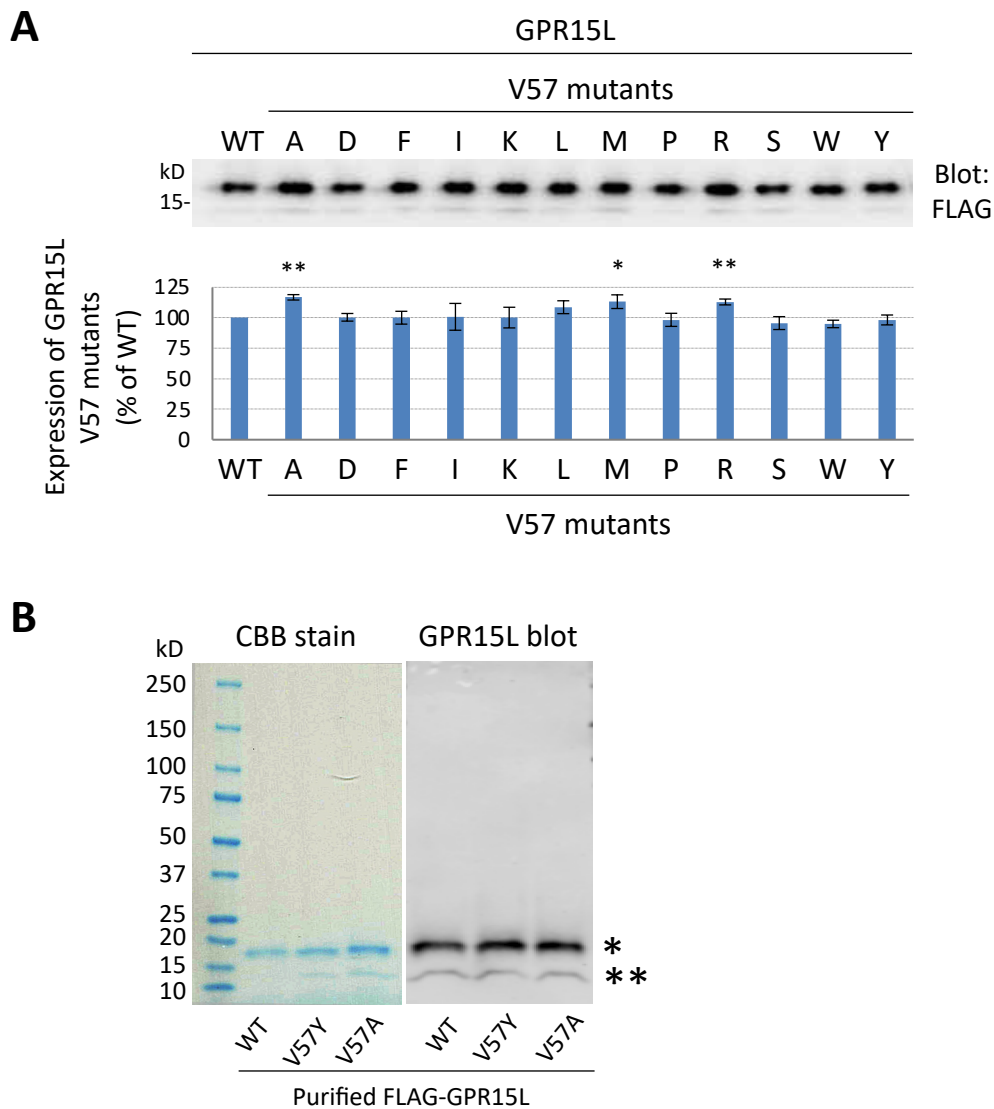 A
GPR15L
V57 mutants
WT A D F I K L M P R S W Y
kD
15-
Blot:
FLAG
Expression of GPR15L
V57 mutants
(% of WT)
** * **
125
100
75
50
25
0
WT A D F I K L M P R S W Y
V57 mutants
B
CBB stain GPR15L blot
kD
250
150
100
75
50
37
25
20
15
10
*
**
WT V57Y V57A WT V57Y V57A
Purified FLAG-GPR15L